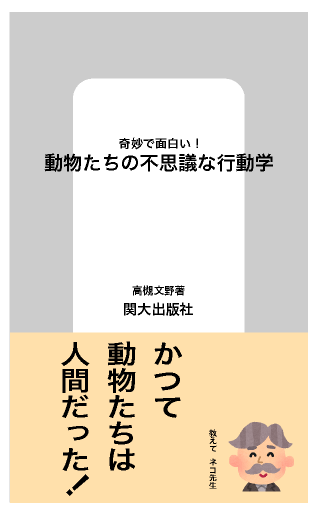 奇妙で面白い！
動物たちの不思議な行動学
高槻文野著
関大出版社
かつて
動物たちは
人間だった！
教えて ネコ先生